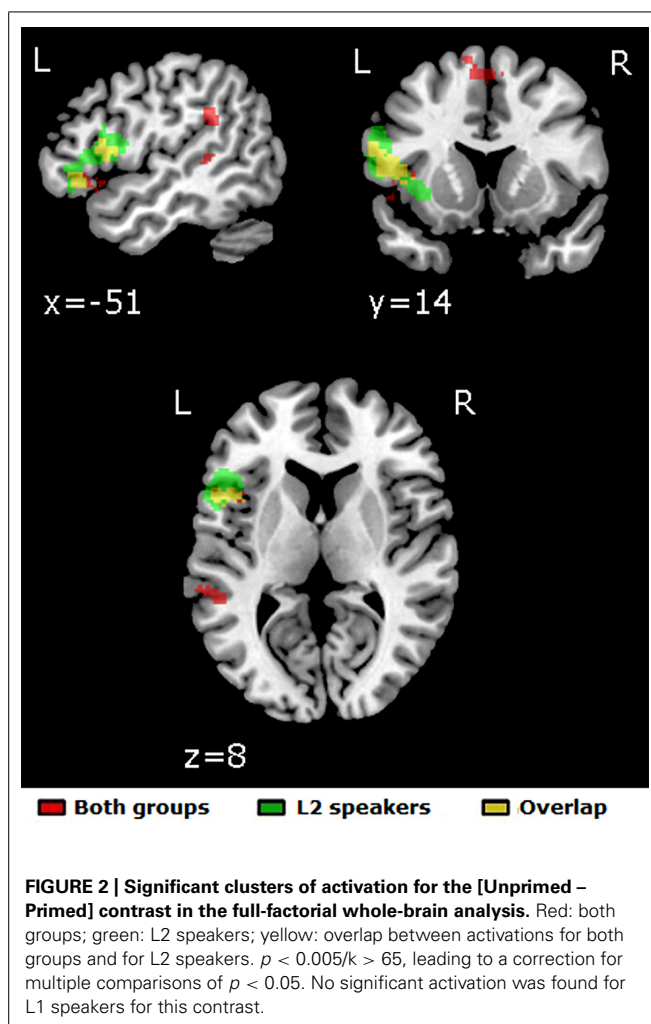 L
L
R
x=-51
y=14
L
R
z=8
Both groups
L2 speakers
Overlap
FIGURE 2 | Significant clusters of activation for the [Unprimed –
Primed] contrast in the full-factorial whole-brain analysis. Red: both
groups; green: L2 speakers; yellow: overlap between activations for both
groups and for L2 speakers. p < 0.005/k > 65, leading to a correction for
multiple comparisons of p < 0.05. No significant activation was found for
L1 speakers for this contrast.